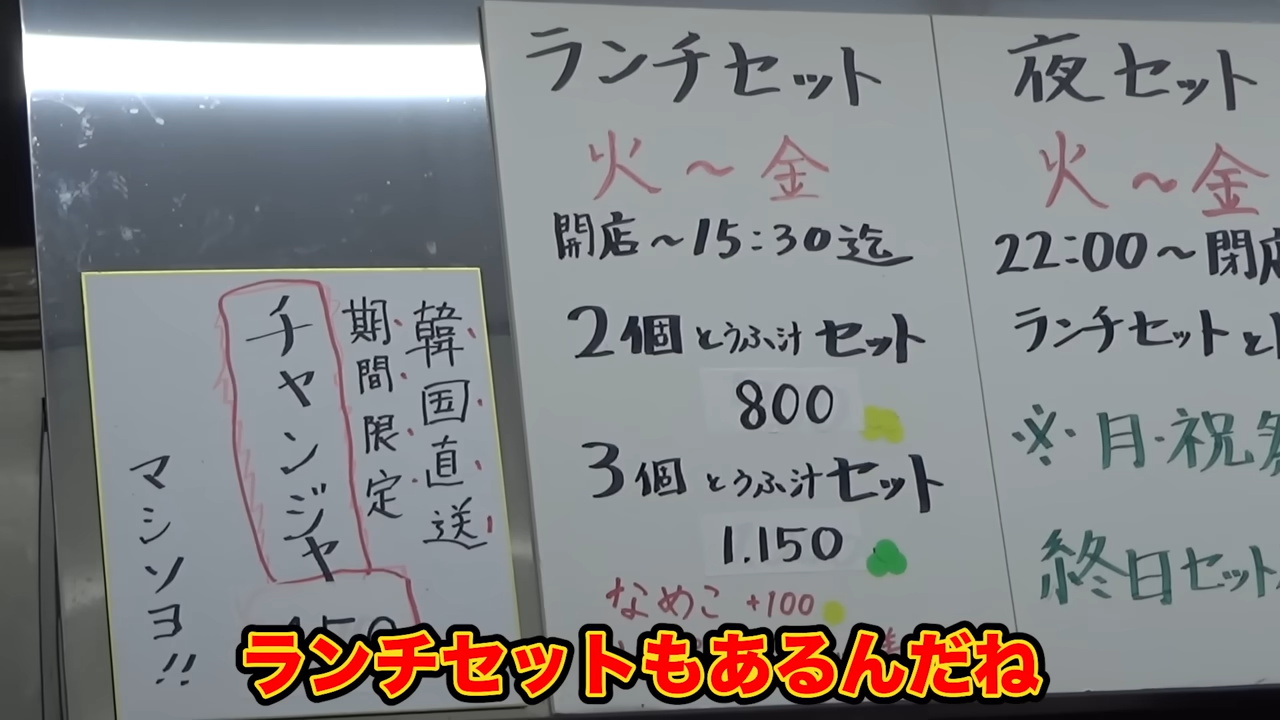 韓国直送
期間限定
チャンジャ
マシソヨ!!
ランチセット
火～金
開店～15:30迄
2個とうふ汁セット
800
3個とうふ汁セット
1.150
なめこ +100
夜セット
火～金
22:00～閉店
ランチセットと
※月・祝
終日セット
ランチセットもあるんだね